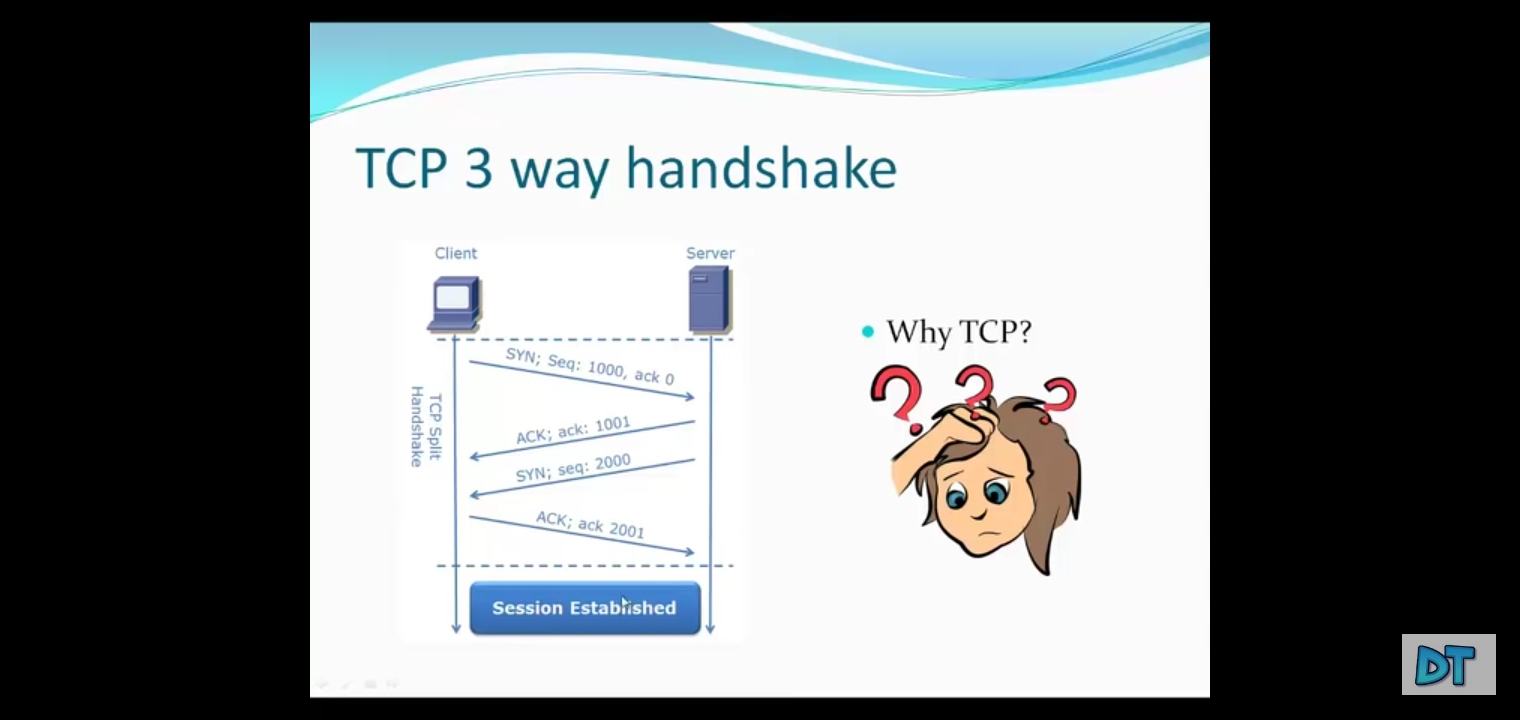 TCP 3 way handshake
Client
Server
SYN; Seq: 1000, ack 0
ACK; ack: 1001
SYN; seq: 2000
ACK; ack 2001
TCP Split
Handshake
Session Established
Why TCP?
? ? ?
DT